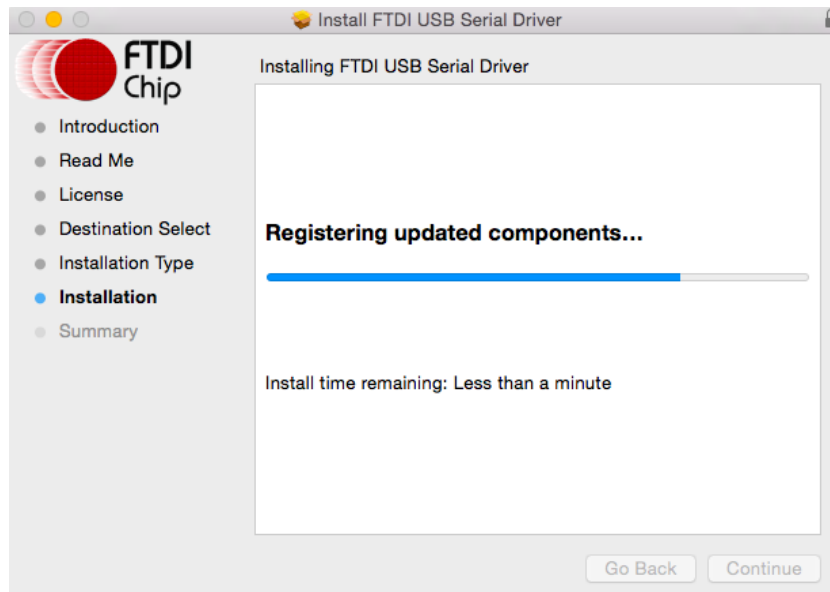 Install FTDI USB Serial Driver
FTDI
Chip
Installing FTDI USB Serial Driver
Introduction
Read Me
License
Destination Select
Installation Type
Installation
Summary
Registering updated components...
Install time remaining: Less than a minute
Go Back
Continue